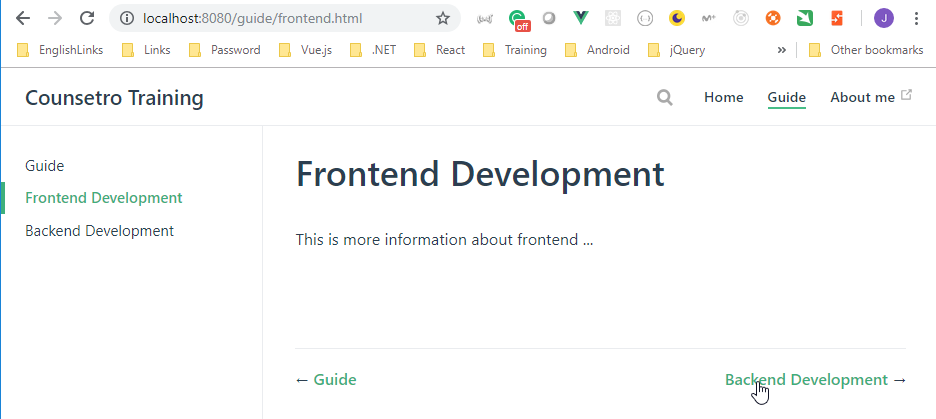 localhost:8080/guide/frontend.html
off
J
EnglishLinks Links Password Vue.js .NET React Training Android jQuery » Other bookmarks
Counsetro Training Home Guide About me
Guide
Frontend Development
Backend Development
Frontend Development
This is more information about frontend ...
← Guide Backend Development →